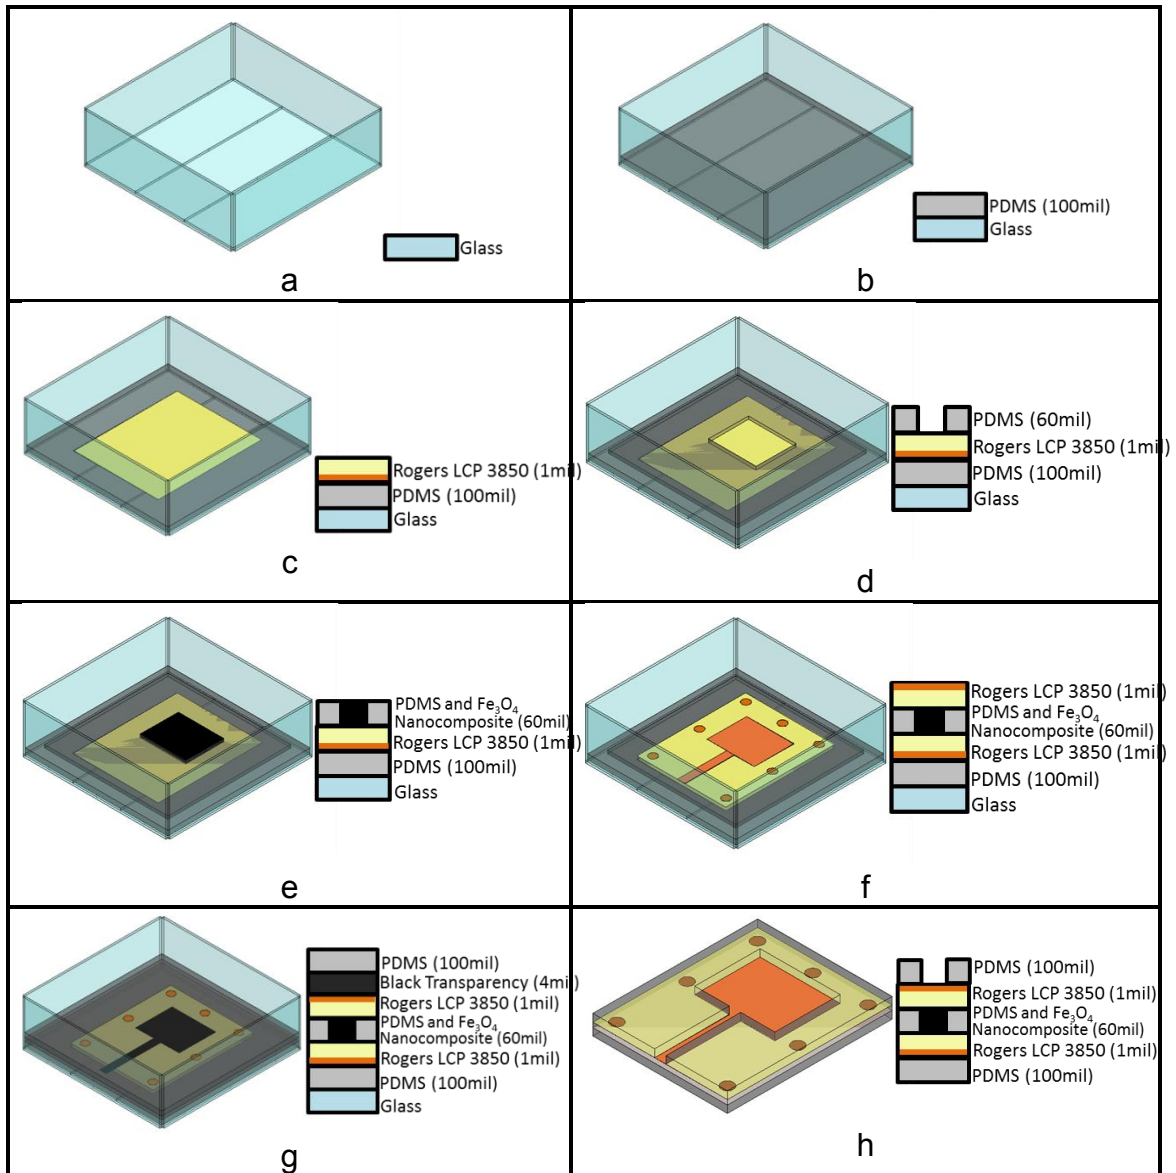 Glass
a
PDMS (100mil)
Glass
b
Rogers LCP 3850 (1mil)
PDMS (100mil)
Glass
c
PDMS (60mil)
Rogers LCP 3850 (1mil)
PDMS (100mil)
Glass
d
PDMS and Fe₃O₄
Nanocomposite (60mil)
Rogers LCP 3850 (1mil)
PDMS (100mil)
Glass
e
Rogers LCP 3850 (1mil)
PDMS and Fe₃O₄
Nanocomposite (60mil)
Rogers LCP 3850 (1mil)
PDMS (100mil)
Glass
f
PDMS (100mil)
Black Transparency (4mil)
Rogers LCP 3850 (1mil)
PDMS and Fe₃O₄
Nanocomposite (60mil)
Rogers LCP 3850 (1mil)
PDMS (100mil)
Glass
g
PDMS (100mil)
Rogers LCP 3850 (1mil)
PDMS and Fe₃O₄
Nanocomposite (60mil)
Rogers LCP 3850 (1mil)
PDMS (100mil)
h